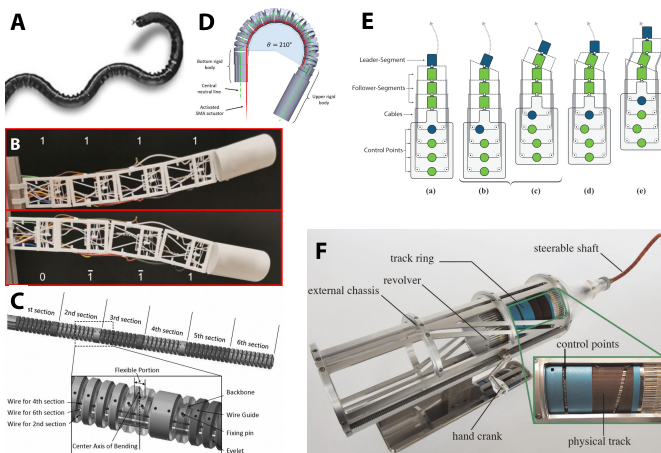 A
B
1 1 1 1
0 1̄ 1̄ 1̄
C
st section
2nd section
3rd section
4th section
5th section
6th section
Flexible Portion
Wire for 4th section
Wire for 6th section
Wire for 2nd section
Center Axis of Bending
Backbone
Wire Guide
Fixing pin
Eyelet
D
θ = 210°
Bottom rigid
body
Central
neutral line
Activated
SMA actuator
Upper rigid
body
E
Leader-Segment
Follower-Segments
Cables
Control Points
(a) (b) (c) (d) (e)
F
steerable shaft
track ring
revolver
external chassis
control points
hand crank
physical track